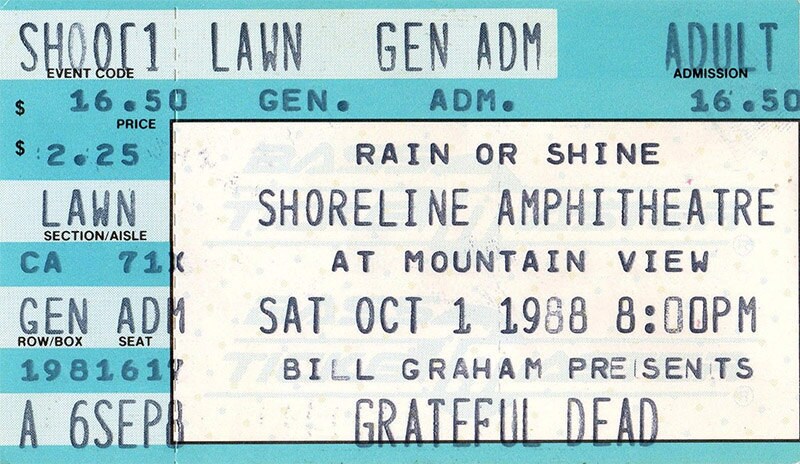 SHO0C1 LAWN GEN ADM ADULT
EVENT CODE ADMISSION
$ 16.50 GEN. ADM. 16.50
PRICE
$ 2.25 RAIN OR SHINE
LAWN SHORELINE AMPHITHEATRE
SECTION/AISLE
CA 71X AT MOUNTAIN VIEW
GEN ADM SAT OCT 1 1988 8:00PM
ROW/BOX SEAT
BILL GRAHAM PRESENTS
A 6SEP8 GRATEFUL DEAD